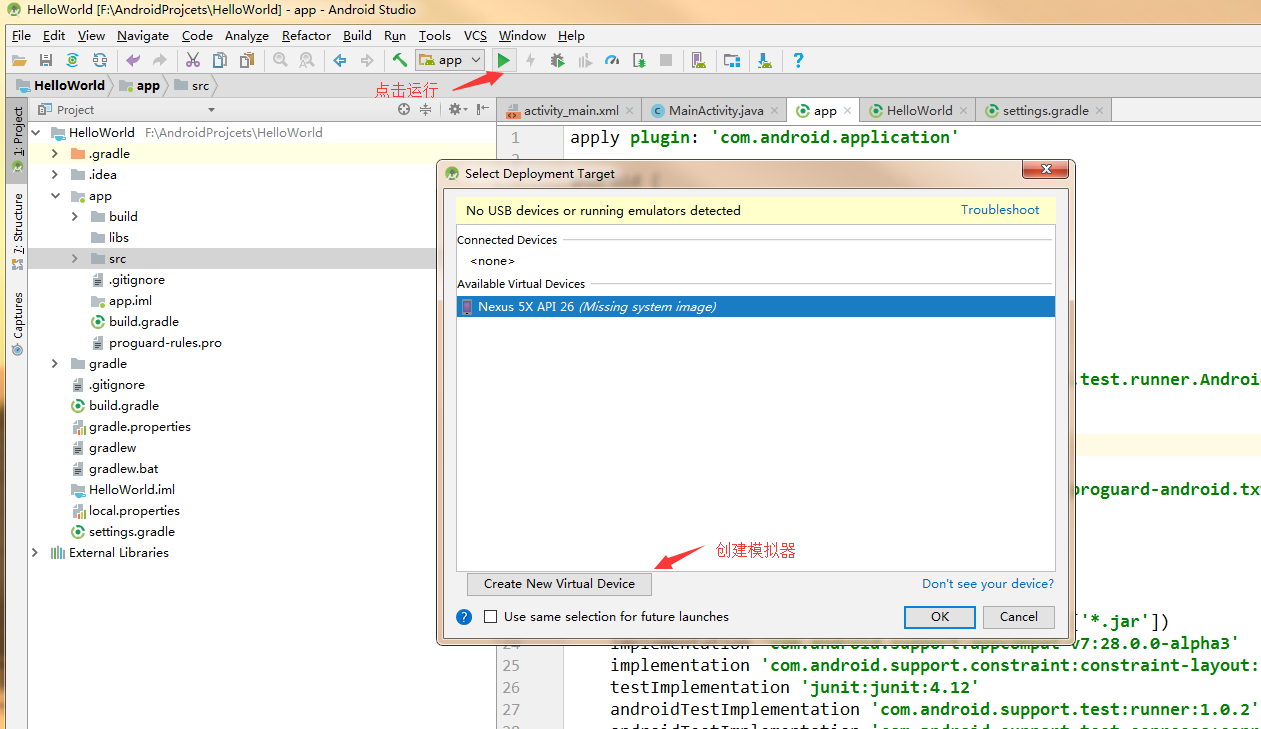 HelloWorld [F:\AndroidProjcets\HelloWorld] - app - Android Studio
File Edit View Navigate Code Analyze Refactor Build Run Tools VCS Window Help
app
点击运行
HelloWorld app src
Project
activity_main.xml MainActivity.java app HelloWorld settings.gradle
1: Project
7: Structure
Captures
HelloWorld F:\AndroidProjcets\HelloWorld
.gradle
.idea
app
build
libs
src
.gitignore
app.iml
build.gradle
proguard-rules.pro
gradle
.gitignore
build.gradle
gradle.properties
gradlew
gradlew.bat
HelloWorld.iml
local.properties
settings.gradle
External Libraries
1 apply plugin: 'com.android.application'
Select Deployment Target
No USB devices or running emulators detected Troubleshoot
Connected Devices
<none>
Available Virtual Devices
Nexus 5X API 26 (Missing system image)
创建模拟器
Create New Virtual Device Don't see your device?
? Use same selection for future launches OK Cancel
.test.runner.Androi
proguard-android.tx
'*.jar'])
implementation 'com.android.support:appcompat-v7:28.0.0-alpha3'
25 implementation 'com.android.support.constraint:constraint-layout:
26 testImplementation 'junit:junit:4.12'
27 androidTestImplementation 'com.android.support.test:runner:1.0.2'